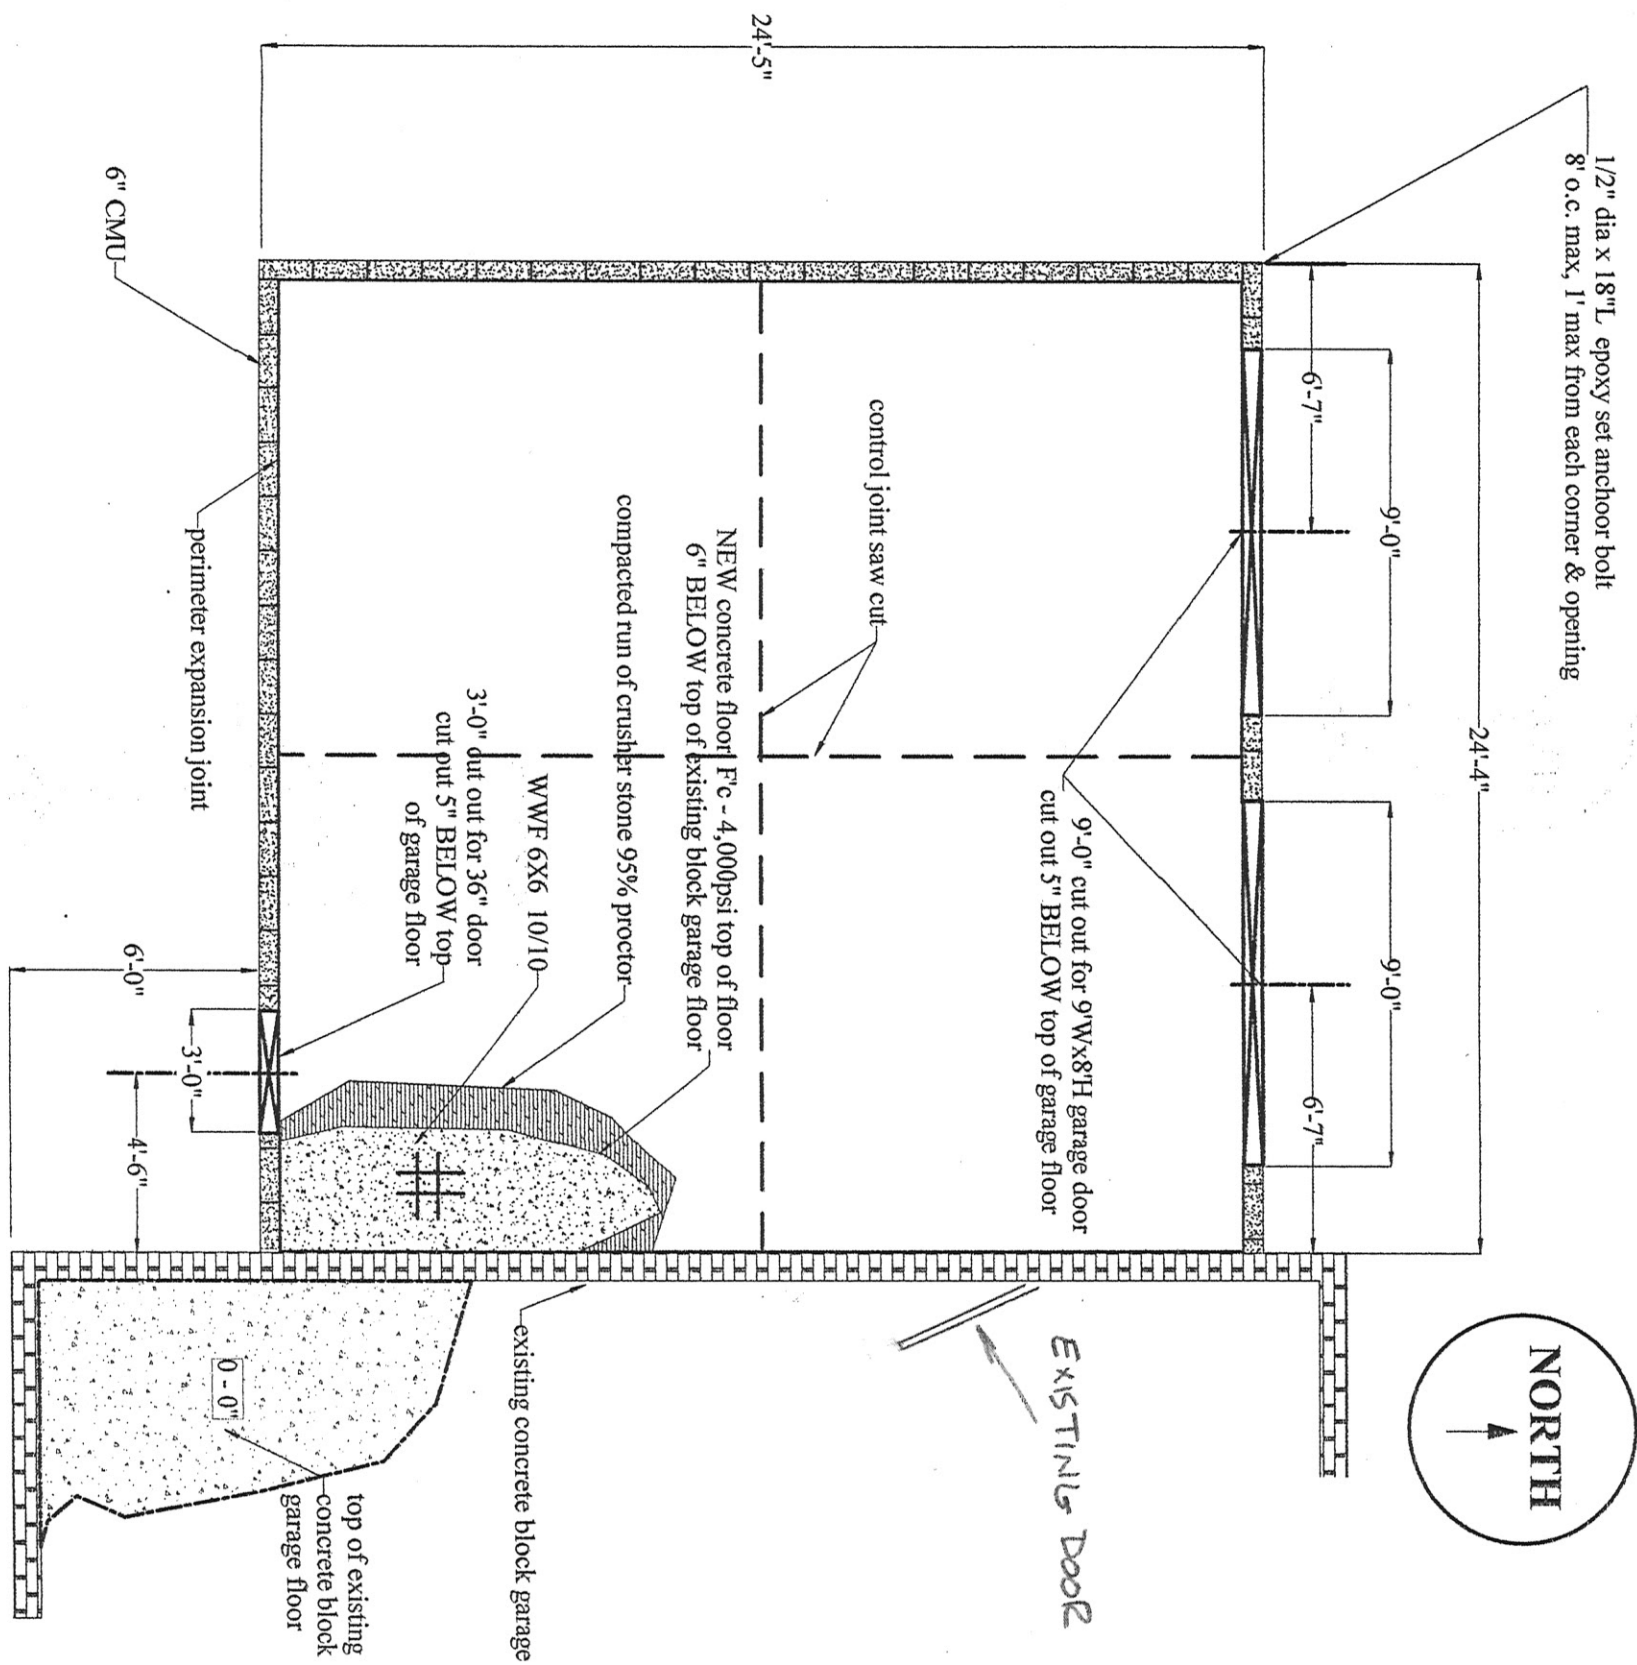 1/2" dia x 18"L epoxy set anchoor bolt
8' o.c. max, 1' max from each corner & opening
24'-4"
9'-0"
9'-0"
6'-7"
6'-7"
24'-5"
9'-0" cut out for 9'Wx8'H garage door
cut out 5" BELOW top of garage floor
control joint saw cut
NEW concrete floor F'c - 4,000psi top of floor
6" BELOW top of existing block garage floor
compacted run of crusher stone 95% proctor
WWF 6X6 10/10
3'-0" out out for 36" door
cut out 5" BELOW top
of garage floor
perimeter expansion joint
6" CMU
3'-0"
4'-6"
6'-0"
NORTH
EXISTING DOOR
existing concrete block garage
0 - 0"
top of existing
concrete block
garage floor